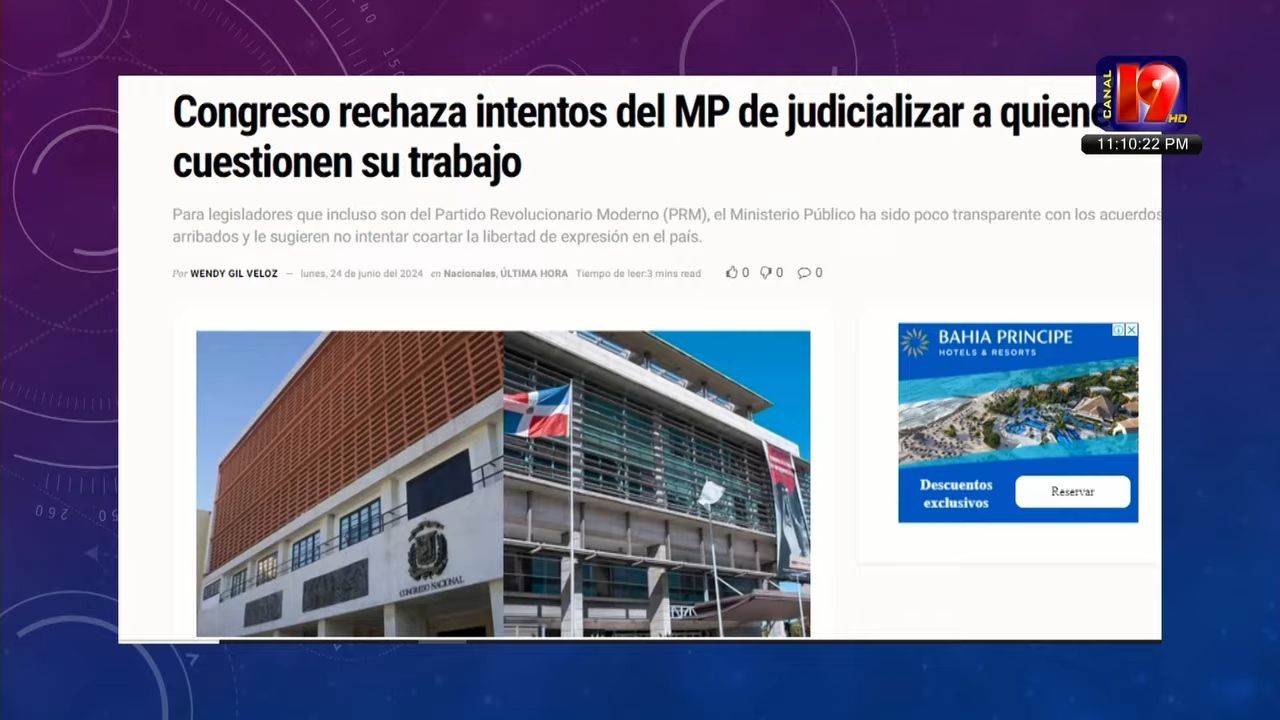 Congreso rechaza intentos del MP de judicializar a quiene
cuestionen su trabajo
Para legisladores que incluso son del Partido Revolucionario Moderno (PRM), el Ministerio Público ha sido poco transparente con los acuerdos
arribados y le sugieren no intentar coartar la libertad de expresión en el país.
Por WENDY GIL VELOZ — lunes, 24 de junio del 2024 en Nacionales, ÚLTIMA HORA Tiempo de leer:3 mins read 0 0 0
CANAL 19 HD
11:10:22 PM
BAHIA PRINCIPE
HOTELS & RESORTS
Descuentos
exclusivos
Reservar
CONGRESO NACIONAL
40
150
260